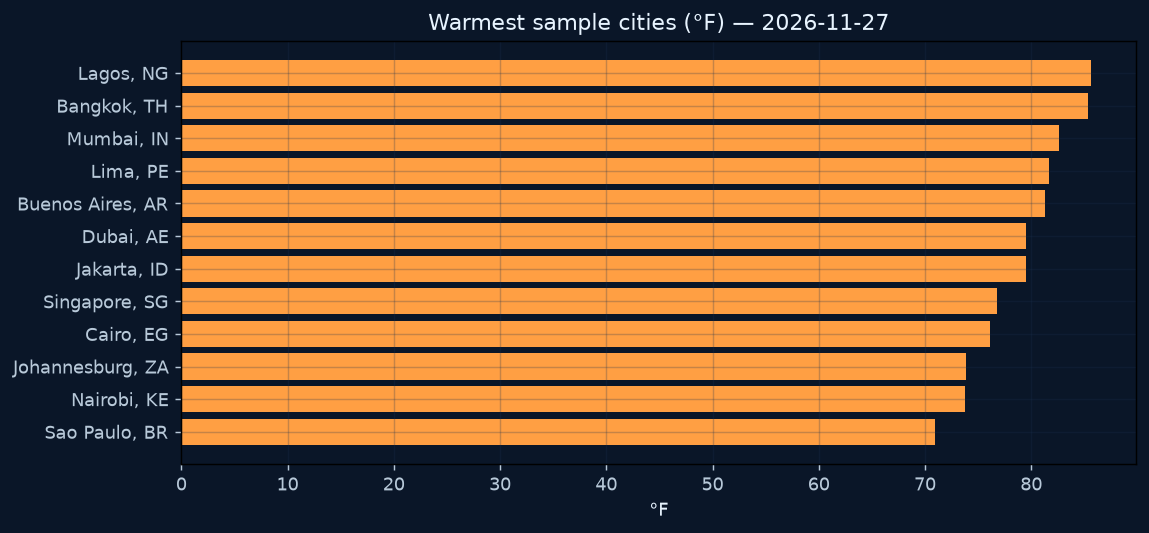 Warmest sample cities (°F) — 2026-11-27
Lagos, NG
Bangkok, TH
Mumbai, IN
Lima, PE
Buenos Aires, AR
Dubai, AE
Jakarta, ID
Singapore, SG
Cairo, EG
Johannesburg, ZA
Nairobi, KE
Sao Paulo, BR
0 10 20 30 40 50 60 70 80
°F